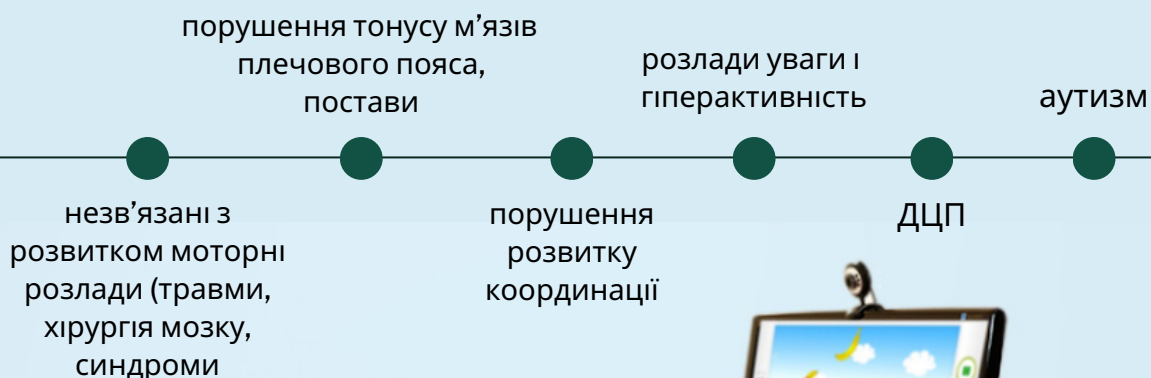 порушення тонусу м’язів
плечового пояса,
постави
розлади уваги і
гіперактивність
аутизм
незв’язані з
розвитком моторні
розлади (травми,
хірургія мозку,
синдроми
порушення
розвитку
координації
ДЦП